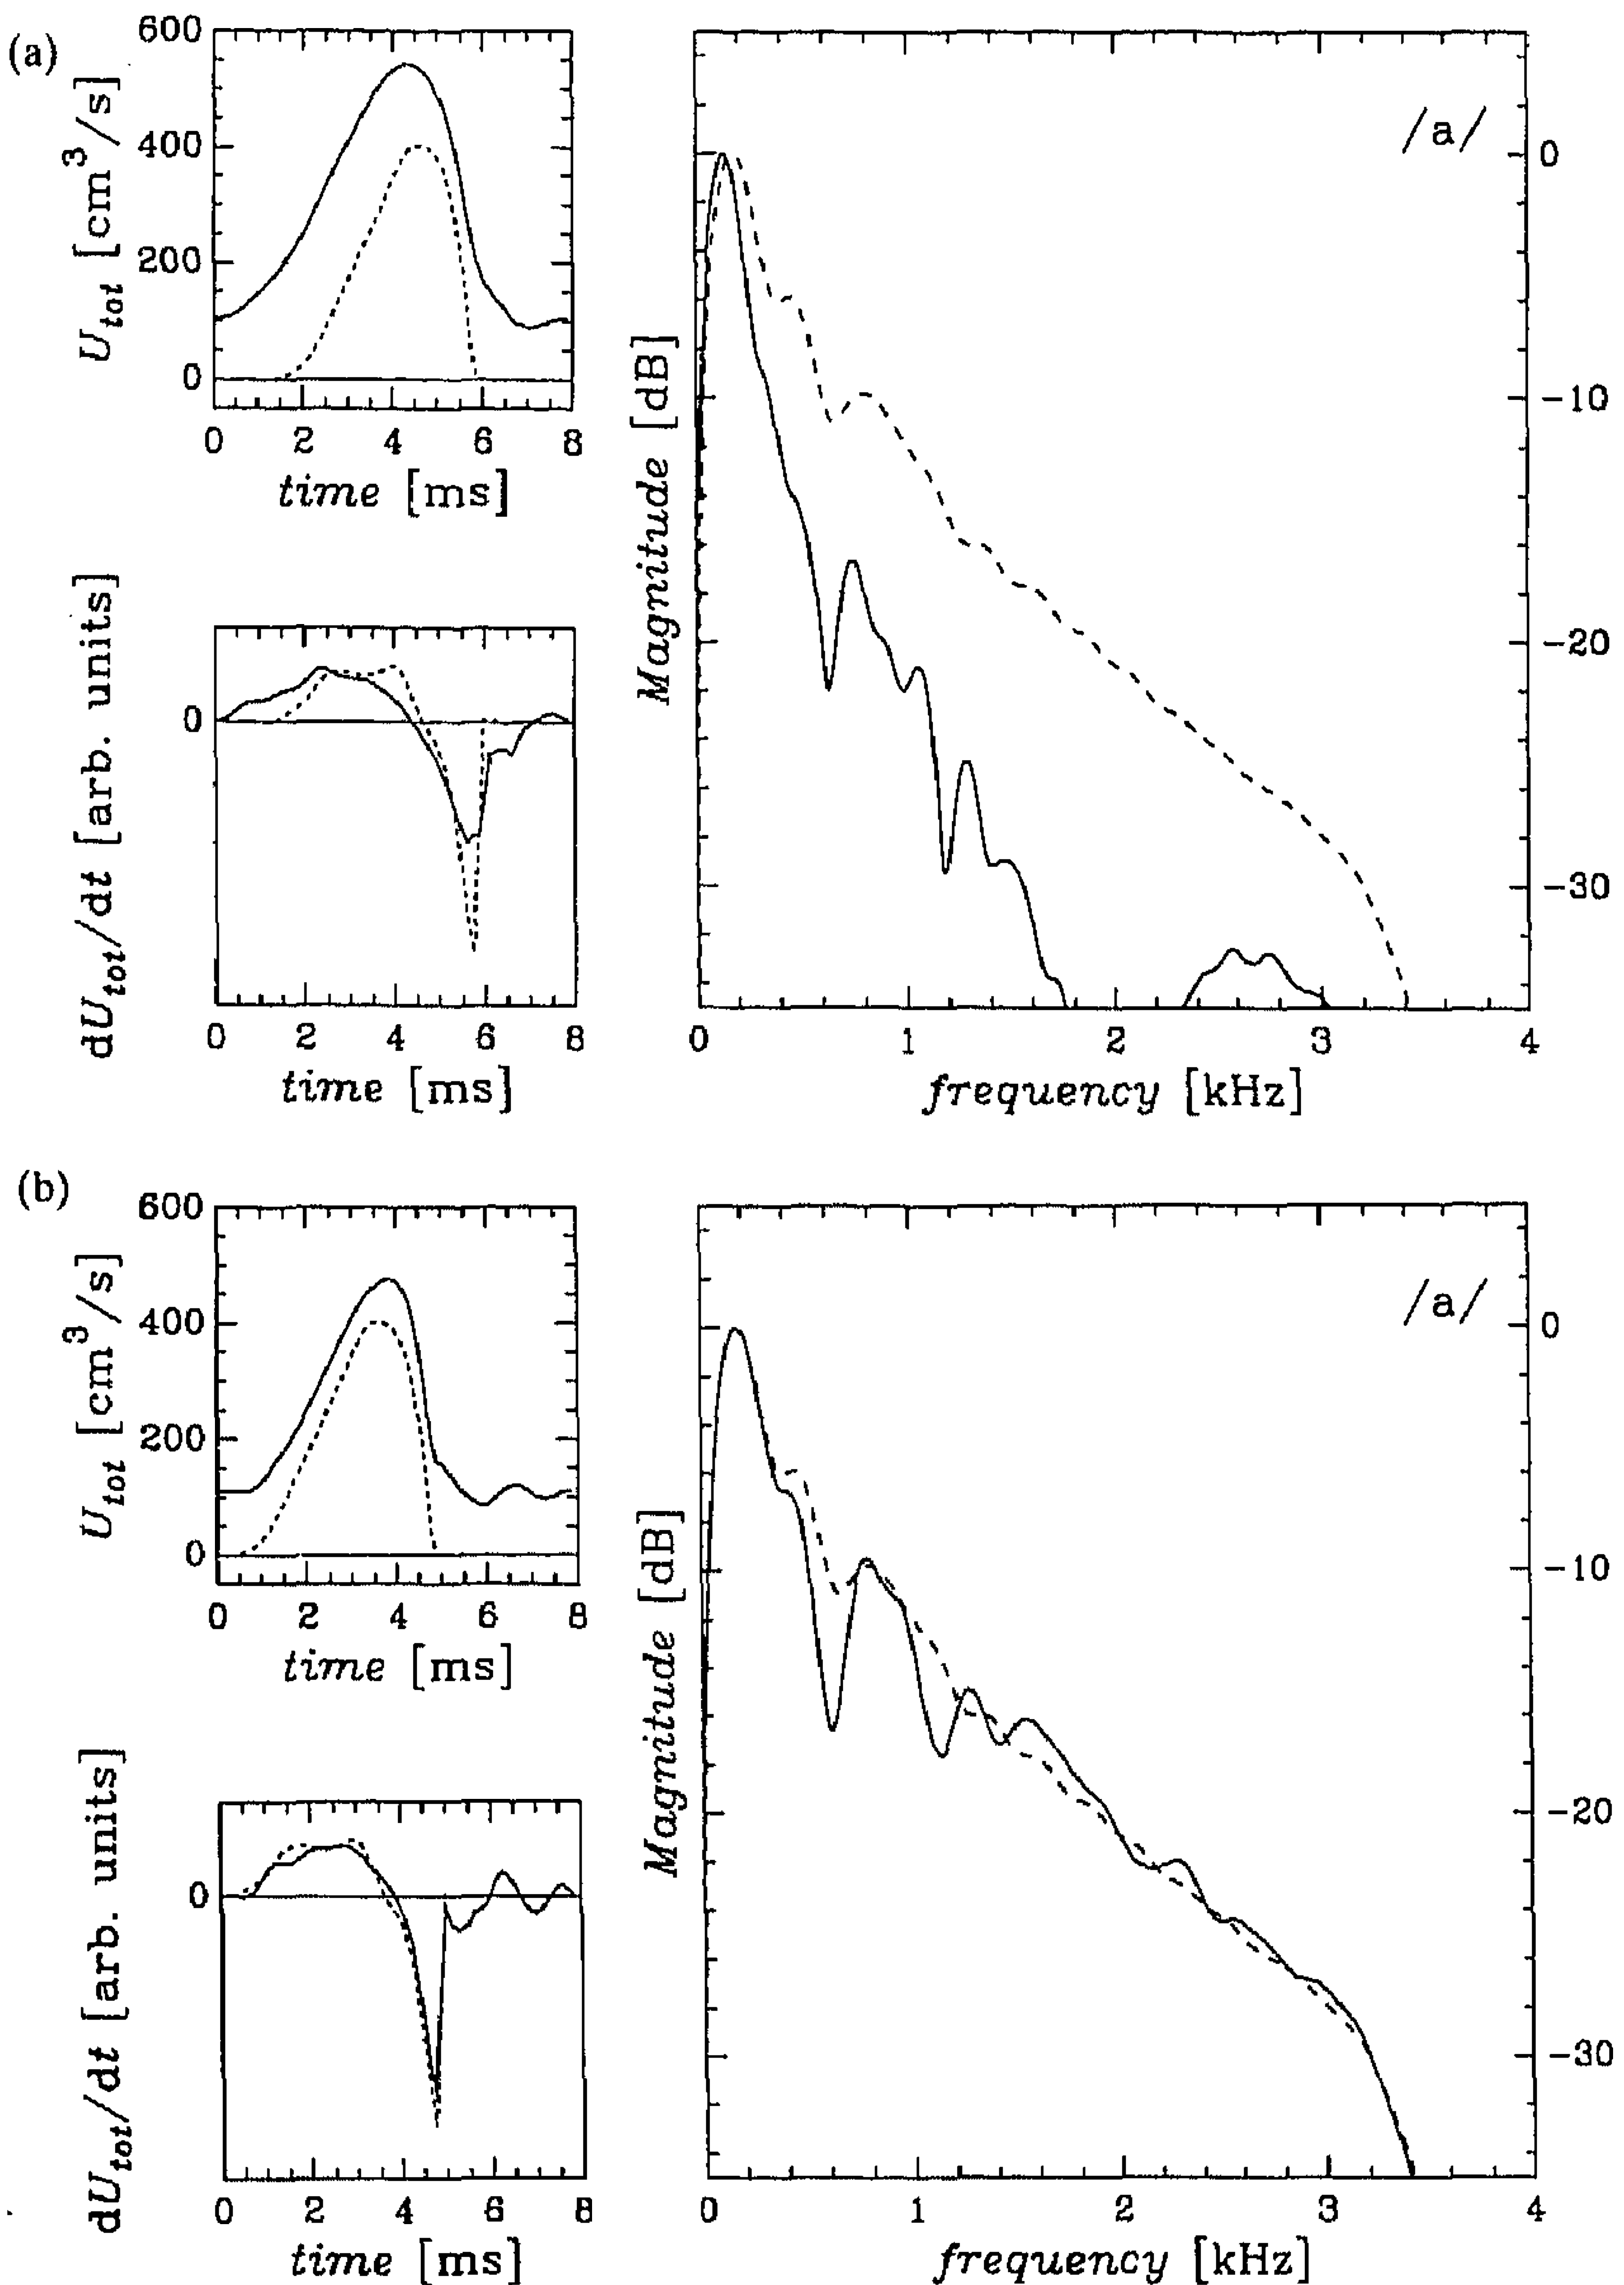 (a)
600
400
200
0
U_tot [cm³/s]
0 2 4 6 8
time [ms]
0
dU_tot/dt [arb. units]
0 2 4 6 8
time [ms]
/a/
0
-10
-20
-30
Magnitude [dB]
0 1 2 3 4
frequency [kHz]
(b)
600
400
200
0
U_tot [cm³/s]
0 2 4 6 8
time [ms]
0
dU_tot/dt [arb. units]
0 2 4 6 8
time [ms]
/a/
0
-10
-20
-30
Magnitude [dB]
0 1 2 3 4
frequency [kHz]